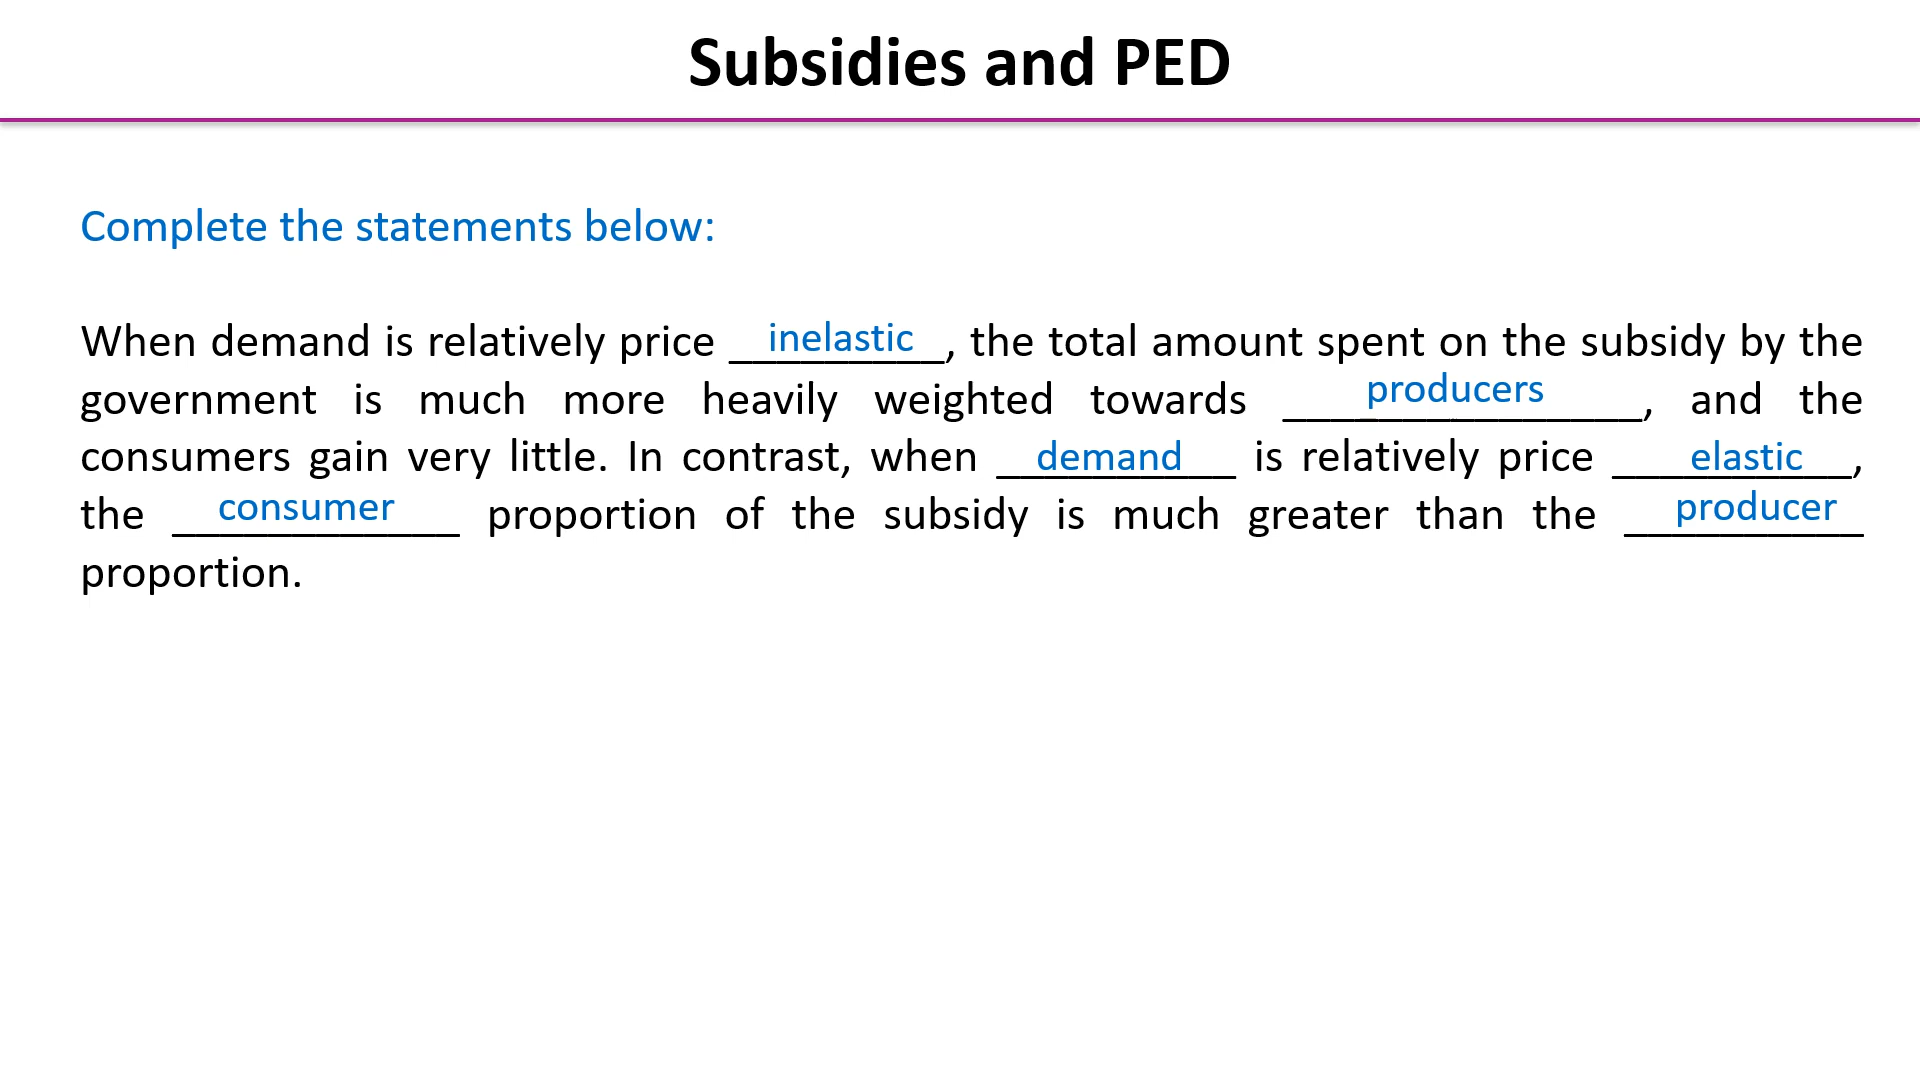 Subsidies and PED
Complete the statements below:
When demand is relatively price inelastic, the total amount spent on the subsidy by the
government is much more heavily weighted towards producers, and the
consumers gain very little. In contrast, when demand is relatively price elastic,
the consumer proportion of the subsidy is much greater than the producer
proportion.